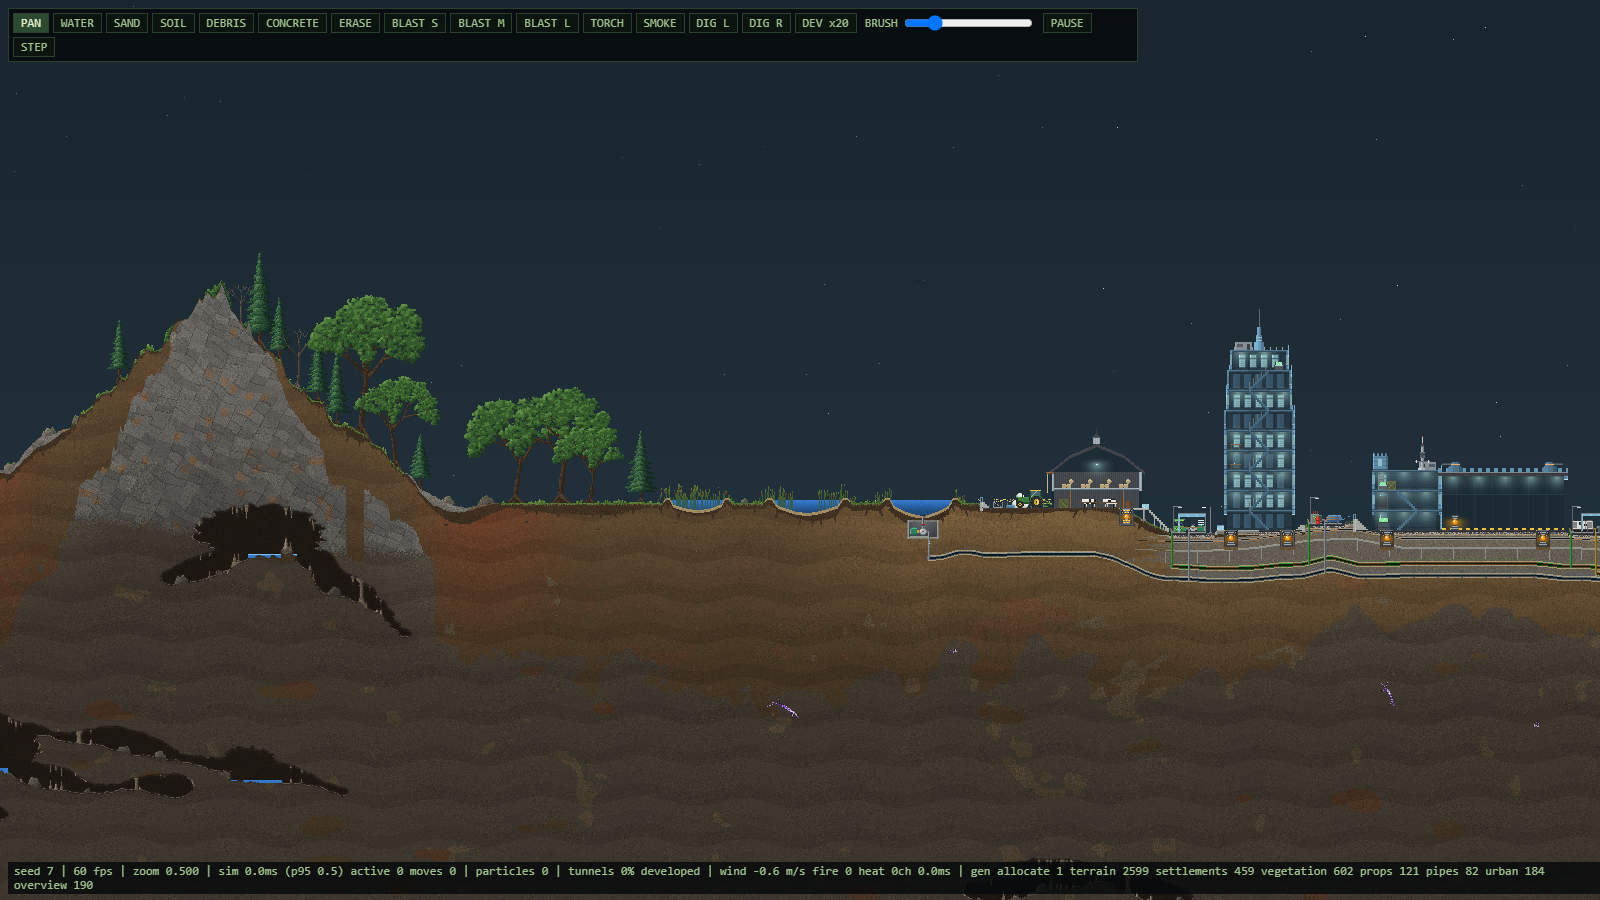 PAN WATER SAND SOIL DEBRIS CONCRETE ERASE BLAST S BLAST M BLAST L TORCH SMOKE DIG L DIG R DEV x20 BRUSH PAUSE
STEP
seed 7 | 60 fps | zoom 0.500 | sim 0.0ms (p95 0.5) active 0 moves 0 | particles 0 | tunnels 0% developed | wind -0.6 m/s fire 0 heat 0ch 0.0ms | gen allocate 1 terrain 2599 settlements 459 vegetation 602 props 121 pipes 82 urban 184
overview 190